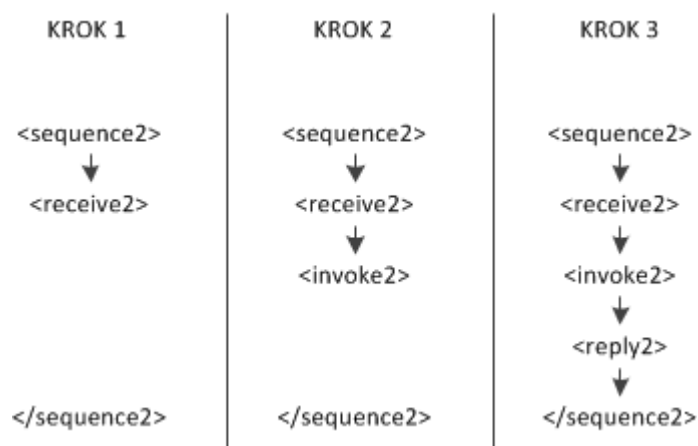 KROK 1
<sequence2>
<receive2>
</sequence2>
KROK 2
<sequence2>
<receive2>
<invoke2>
</sequence2>
KROK 3
<sequence2>
<receive2>
<invoke2>
<reply2>
</sequence2>